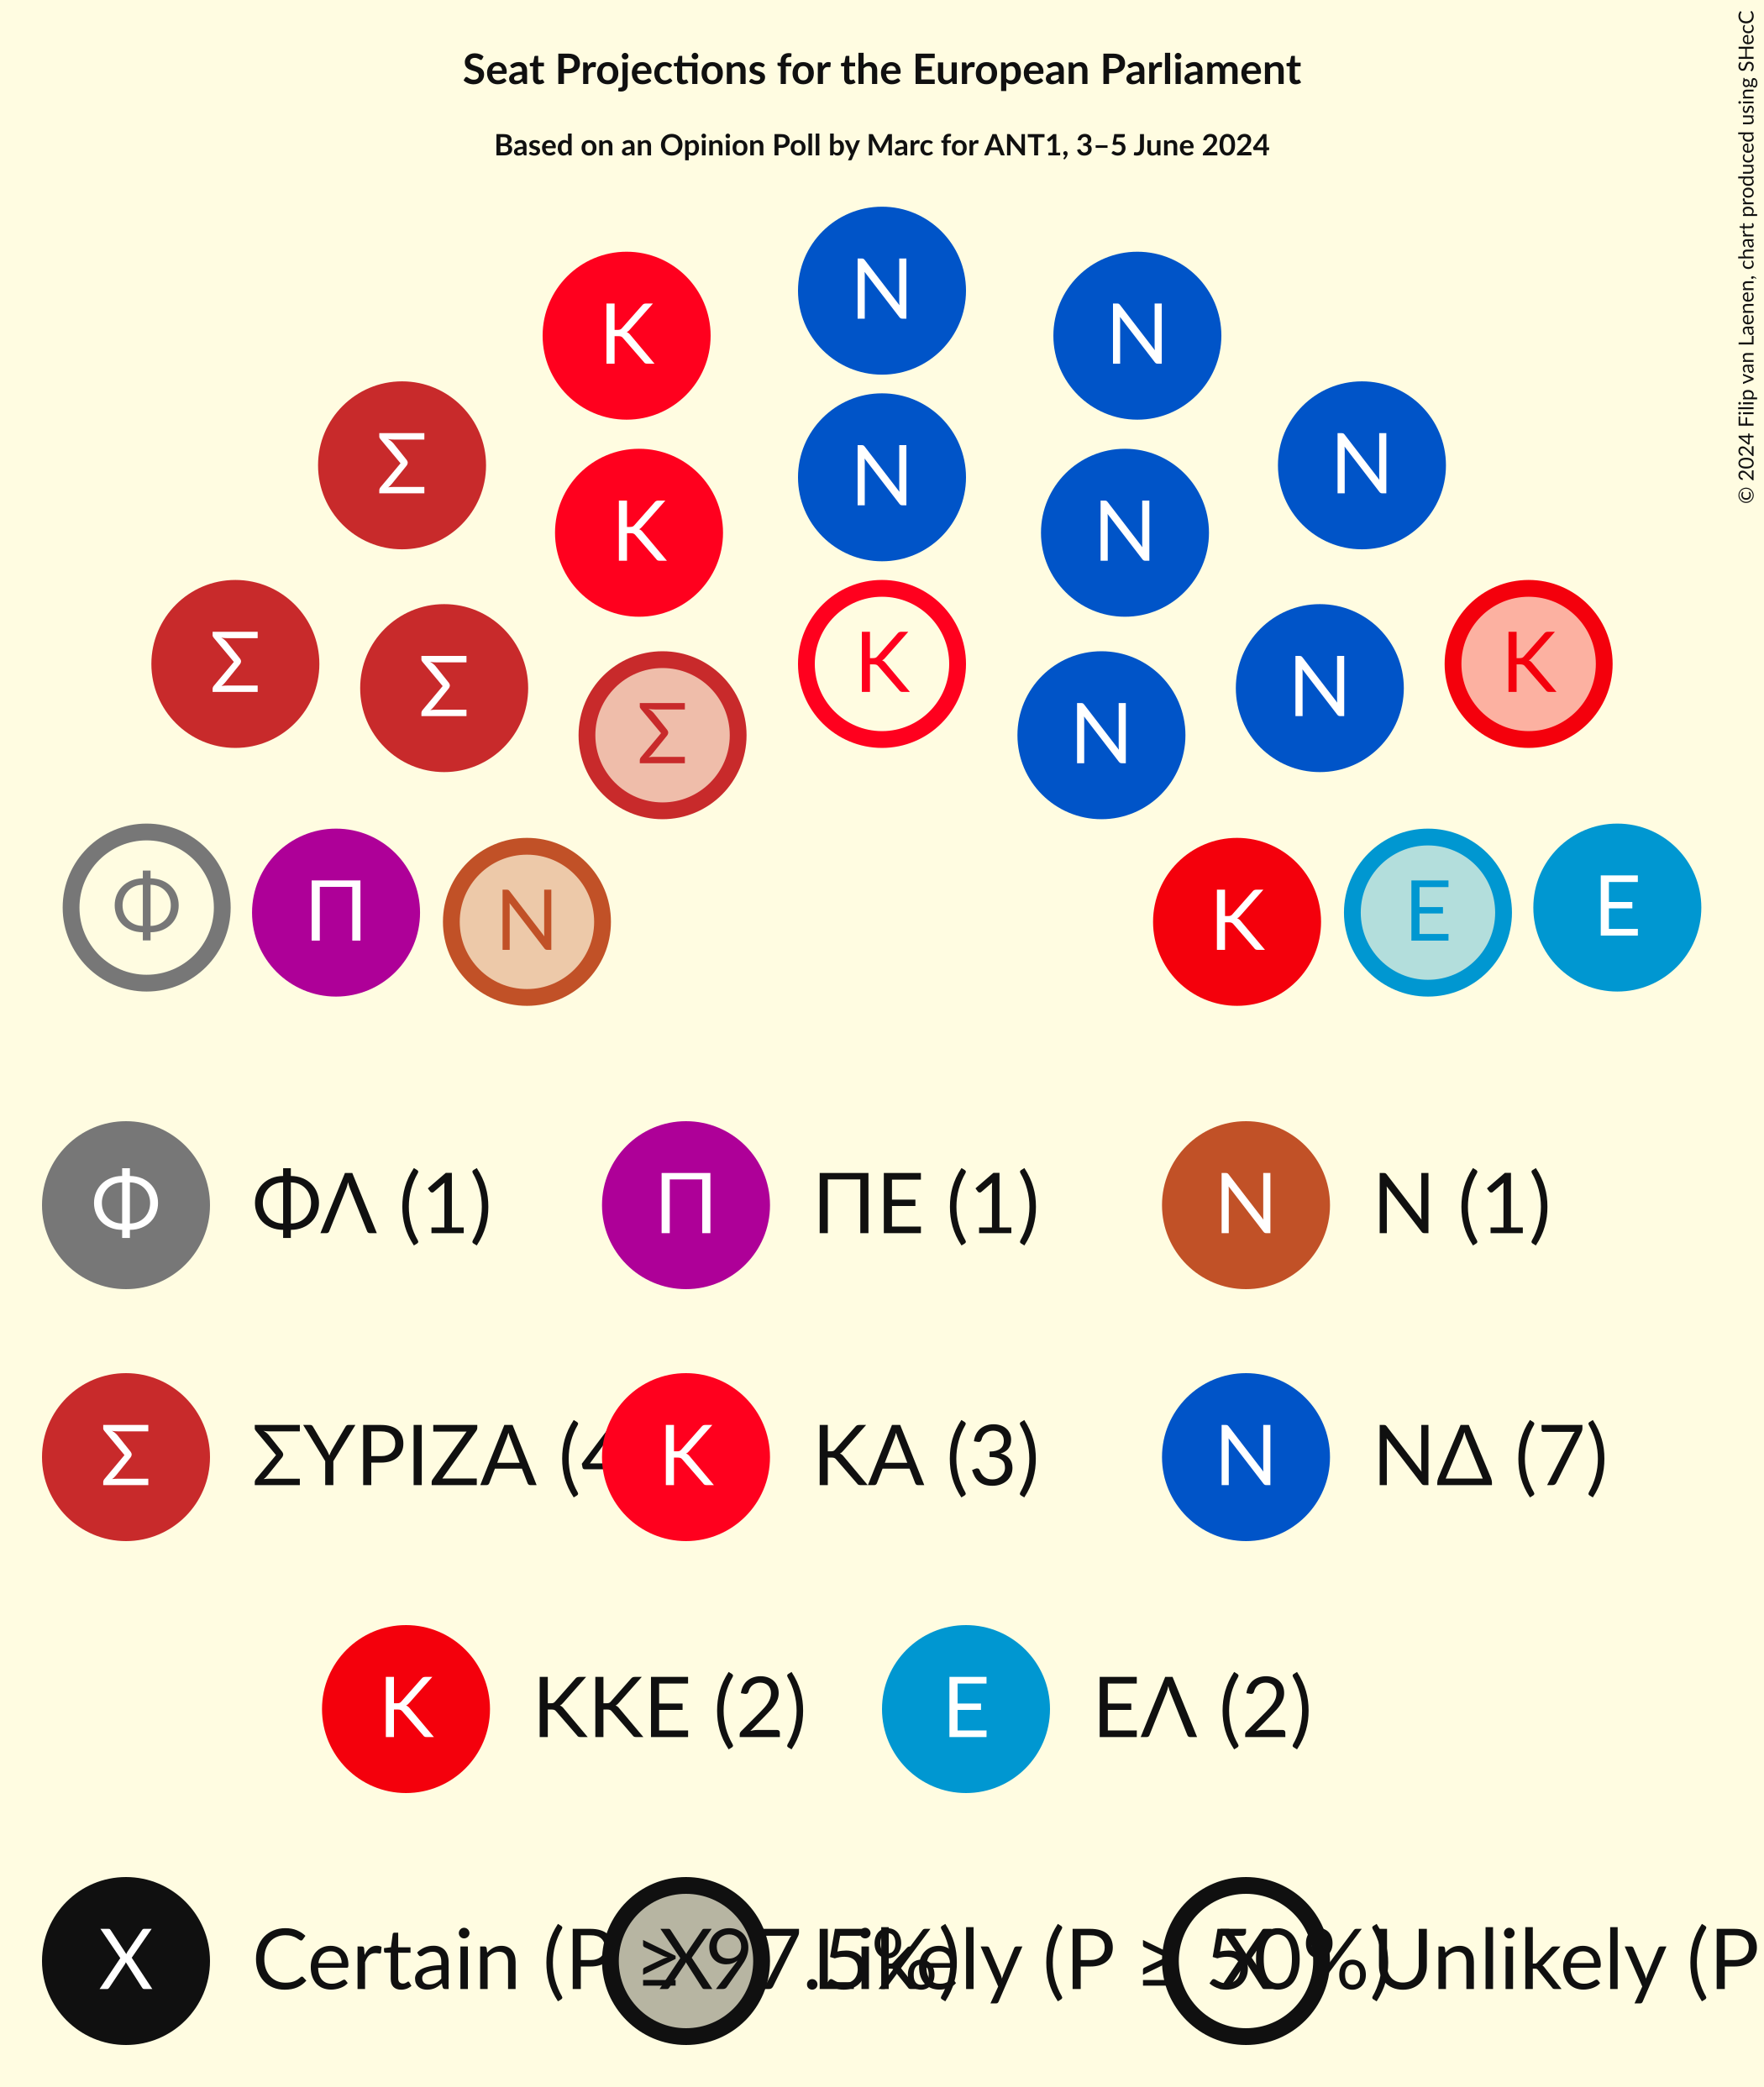 Seat Projections for the European Parliament
Based on an Opinion Poll by Marc for ANT1, 3–5 June 2024
© 2024 Filip van Laenen, chart produced using SHecC
Ν
Κ Ν
Σ Ν Ν
Κ Ν
Σ Κ Κ
Σ Ν
Σ Ν
Φ Π Ν Κ Ε Ε
Φ ΦΛ (1) Π ΠΕ (1) Ν Ν (1)
Σ ΣΥΡΙΖΑ (4 Κ ΚΑ (3) Ν ΝΔ (7)
Κ ΚΚΕ (2) Ε ΕΛ (2)
X Certain (P ≥ 97.5%) X Likely (P ≥ 50%) X Unlikely (P